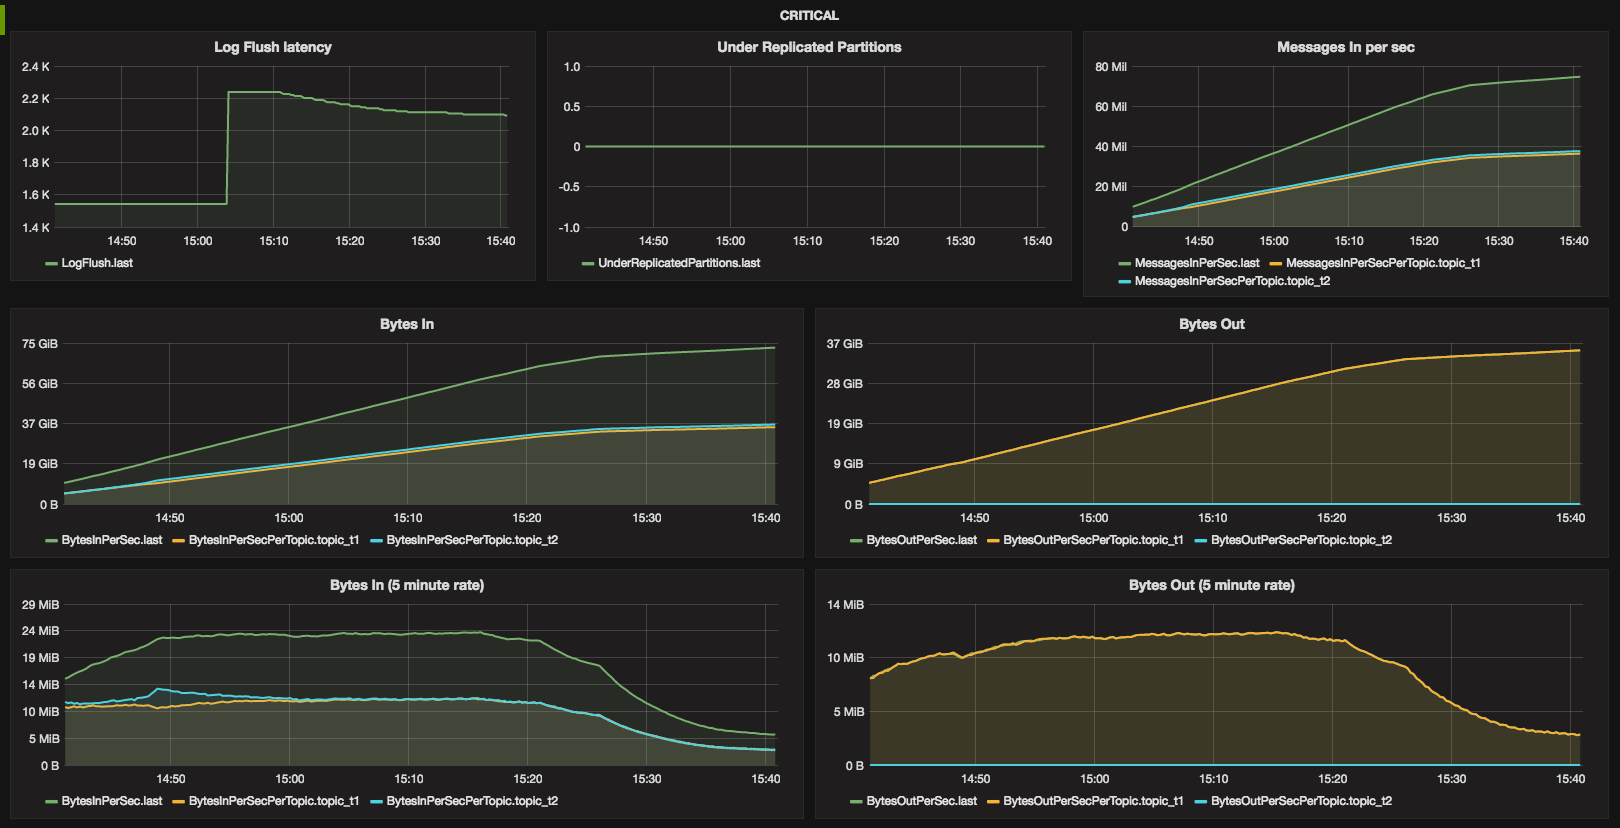 CRITICAL
Log Flush latency
2.4 K
2.2 K
2.0 K
1.8 K
1.6 K
1.4 K
14:50 15:00 15:10 15:20 15:30 15:40
LogFlush.last
Under Replicated Partitions
1.0
0.5
0
-0.5
-1.0
14:50 15:00 15:10 15:20 15:30 15:40
UnderReplicatedPartitions.last
Messages In per sec
80 Mil
60 Mil
40 Mil
20 Mil
0
14:50 15:00 15:10 15:20 15:30 15:40
MessagesInPerSec.last MessagesInPerSecPerTopic.topic_t1
MessagesInPerSecPerTopic.topic_t2
Bytes In
75 GiB
56 GiB
37 GiB
19 GiB
0 B
14:50 15:00 15:10 15:20 15:30 15:40
BytesInPerSec.last BytesInPerSecPerTopic.topic_t1 BytesInPerSecPerTopic.topic_t2
Bytes Out
37 GiB
28 GiB
19 GiB
9 GiB
0 B
14:50 15:00 15:10 15:20 15:30 15:40
BytesOutPerSec.last BytesOutPerSecPerTopic.topic_t1 BytesOutPerSecPerTopic.topic_t2
Bytes In (5 minute rate)
29 MiB
24 MiB
19 MiB
14 MiB
10 MiB
5 MiB
0 B
14:50 15:00 15:10 15:20 15:30 15:40
BytesInPerSec.last BytesInPerSecPerTopic.topic_t1 BytesInPerSecPerTopic.topic_t2
Bytes Out (5 minute rate)
14 MiB
10 MiB
5 MiB
0 B
14:50 15:00 15:10 15:20 15:30 15:40
BytesOutPerSec.last BytesOutPerSecPerTopic.topic_t1 BytesOutPerSecPerTopic.topic_t2